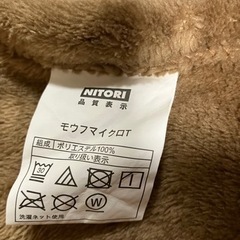 NITORI
品質表示
モウフマイクロT
組成 ポリエステル100%
取り扱い表示
30
W
洗濯ネット使用